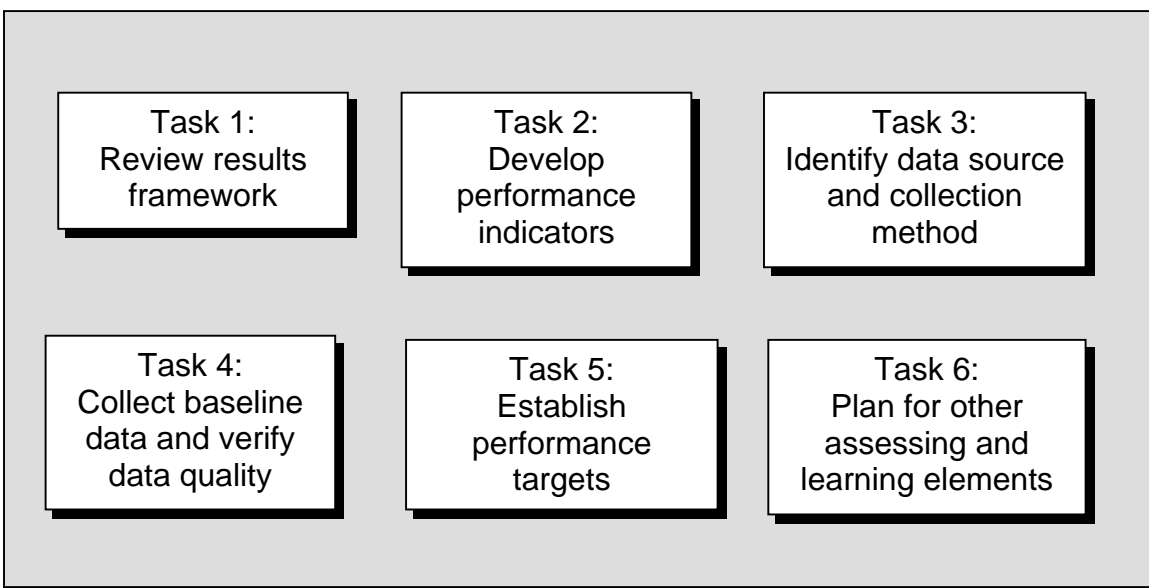 Task 1:
Review results
framework
Task 2:
Develop
performance
indicators
Task 3:
Identify data source
and collection
method
Task 4:
Collect baseline
data and verify
data quality
Task 5:
Establish
performance
targets
Task 6:
Plan for other
assessing and
learning elements